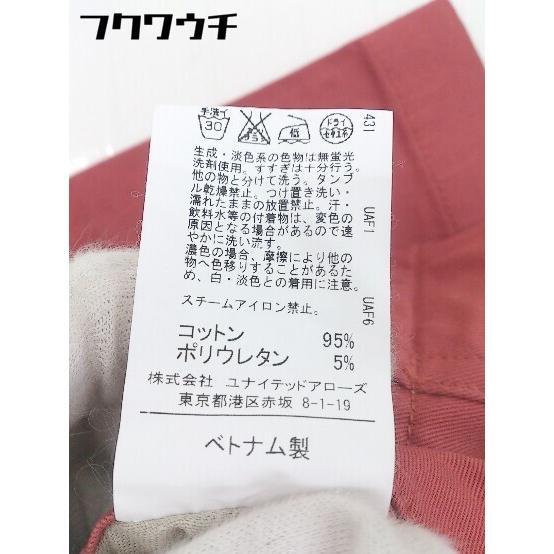 フクワウチ
手洗イ
30
エンソ
サラシ
低
ドライ
セキユ系
生成・淡色系の色物は無蛍光
洗剤使用。すすぎは十分行う。
他の物と分けて洗う。タンブ
ル乾燥禁止。つけ置き洗い・
濡れたままの放置禁止。汗・
飲料水等の付着物は、変色の
原因となる場合があるので速
やかに洗い流す。
濃色の場合、摩擦により他の
物へ色移りすることがあるた
め、白・淡色との着用に注意。
スチームアイロン禁止。
コットン 95%
ポリウレタン 5%
株式会社 ユナイテッドアローズ
東京都港区赤坂 8-1-19
ベトナム製
431
UAF1
UAF6